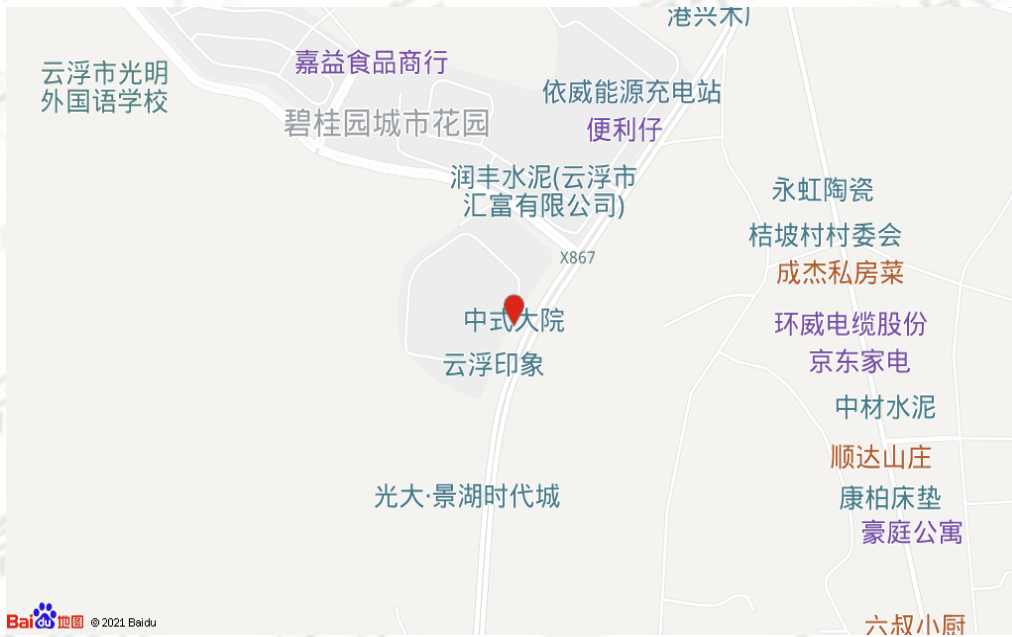 港兴木厂
嘉益食品商行
云浮市光明
外国语学校
依威能源充电站
碧桂园城市花园
便利仔
润丰水泥(云浮市
汇富有限公司)
永虹陶瓷
桔坡村村委会
X867
成杰私房菜
中式大院
环威电缆股份
云浮印象
京东家电
中材水泥
顺达山庄
光大·景湖时代城
康柏床垫
豪庭公寓
Bai du 地图 © 2021 Baidu
六叔小厨